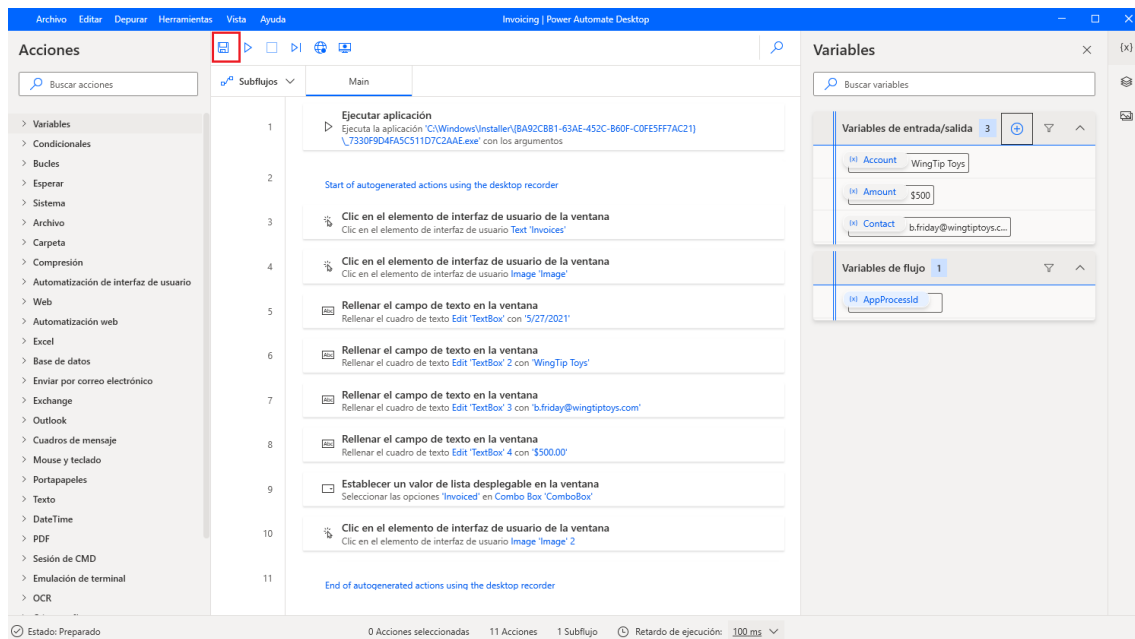 Archivo Editar Depurar Herramientas Vista Ayuda
Invoicing | Power Automate Desktop
Acciones
Buscar acciones
Variables
Condicionales
Bucles
Esperar
Sistema
Archivo
Carpeta
Compresión
Automatización de interfaz de usuario
Web
Automatización web
Excel
Base de datos
Enviar por correo electrónico
Exchange
Outlook
Cuadros de mensaje
Mouse y teclado
Portapapeles
Texto
DateTime
PDF
Sesión de CMD
Emulación de terminal
OCR
Subflujos
Main
1
Ejecutar aplicación
Ejecuta la aplicación 'C:\Windows\Installer\{BA92CBB1-63AE-452C-B60F-C0FE5FF7AC21}
\_7330F9D4FA5C511D7C2AAE.exe' con los argumentos
2
Start of autogenerated actions using the desktop recorder
3
Clic en el elemento de interfaz de usuario de la ventana
Clic en el elemento de interfaz de usuario Text 'Invoices'
4
Clic en el elemento de interfaz de usuario de la ventana
Clic en el elemento de interfaz de usuario Image 'Image'
5
Abc
Rellenar el campo de texto en la ventana
Rellenar el cuadro de texto Edit 'TextBox' con '5/27/2021'
6
Abc
Rellenar el campo de texto en la ventana
Rellenar el cuadro de texto Edit 'TextBox' 2 con 'WingTip Toys'
7
Abc
Rellenar el campo de texto en la ventana
Rellenar el cuadro de texto Edit 'TextBox' 3 con 'b.friday@wingtiptoys.com'
8
Abc
Rellenar el campo de texto en la ventana
Rellenar el cuadro de texto Edit 'TextBox' 4 con '$500.00'
9
Establecer un valor de lista desplegable en la ventana
Seleccionar las opciones 'Invoiced' en Combo Box 'ComboBox'
10
Clic en el elemento de interfaz de usuario de la ventana
Clic en el elemento de interfaz de usuario Image 'Image' 2
11
End of autogenerated actions using the desktop recorder
Variables
{x}
Buscar variables
Variables de entrada/salida 3
(x) Account WingTip Toys
(x) Amount $500
(x) Contact b.friday@wingtiptoys.c...
Variables de flujo 1
(x) AppProcessId
Estado: Preparado
0 Acciones seleccionadas 11 Acciones 1 Subflujo Retardo de ejecución: 100 ms